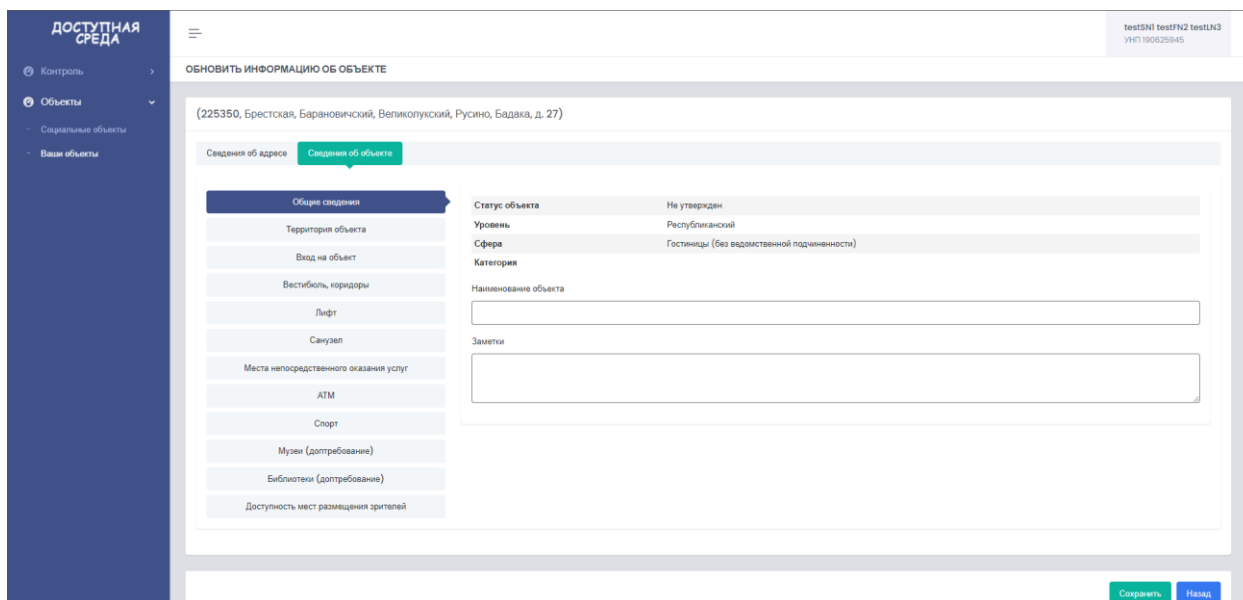 ДОСТУПНАЯ
СРЕДА
testSN1 testFN2 testLN3
УНП 190625945
Контроль
ОБНОВИТЬ ИНФОРМАЦИЮ ОБ ОБЪЕКТЕ
Объекты
Социальные объекты
Ваши объекты
(225350, Брестская, Барановичский, Великолукский, Русино, Бадака, д. 27)
Сведения об адресе
Сведения об объекте
Общие сведения
Территория объекта
Вход на объект
Вестибюль, коридоры
Лифт
Санузел
Места непосредственного оказания услуг
ATM
Спорт
Музеи (доптребование)
Библиотеки (доптребование)
Доступность мест размещения зрителей
Статус объекта Не утвержден
Уровень Республиканский
Сфера Гостиницы (без ведомственной подчиненности)
Категория
Наименование объекта
Заметки
Сохранить
Назад